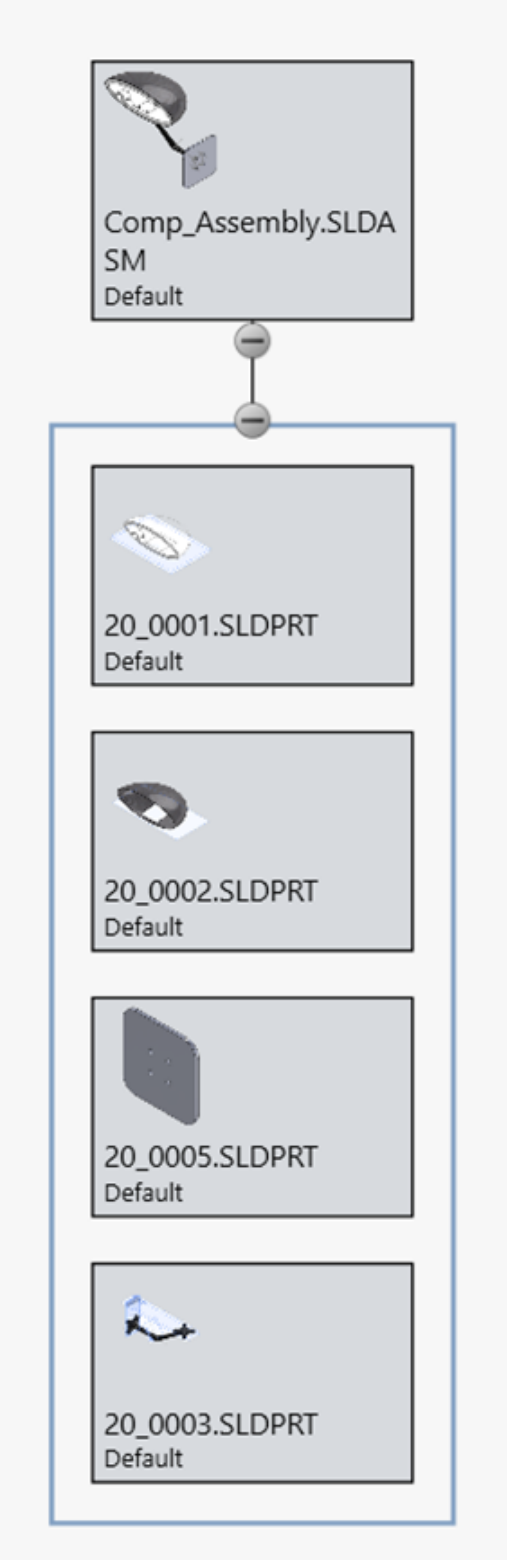 Comp_Assembly.SLDA
SM
Default
20_0001.SLDPRT
Default
20_0002.SLDPRT
Default
20_0005.SLDPRT
Default
20_0003.SLDPRT
Default